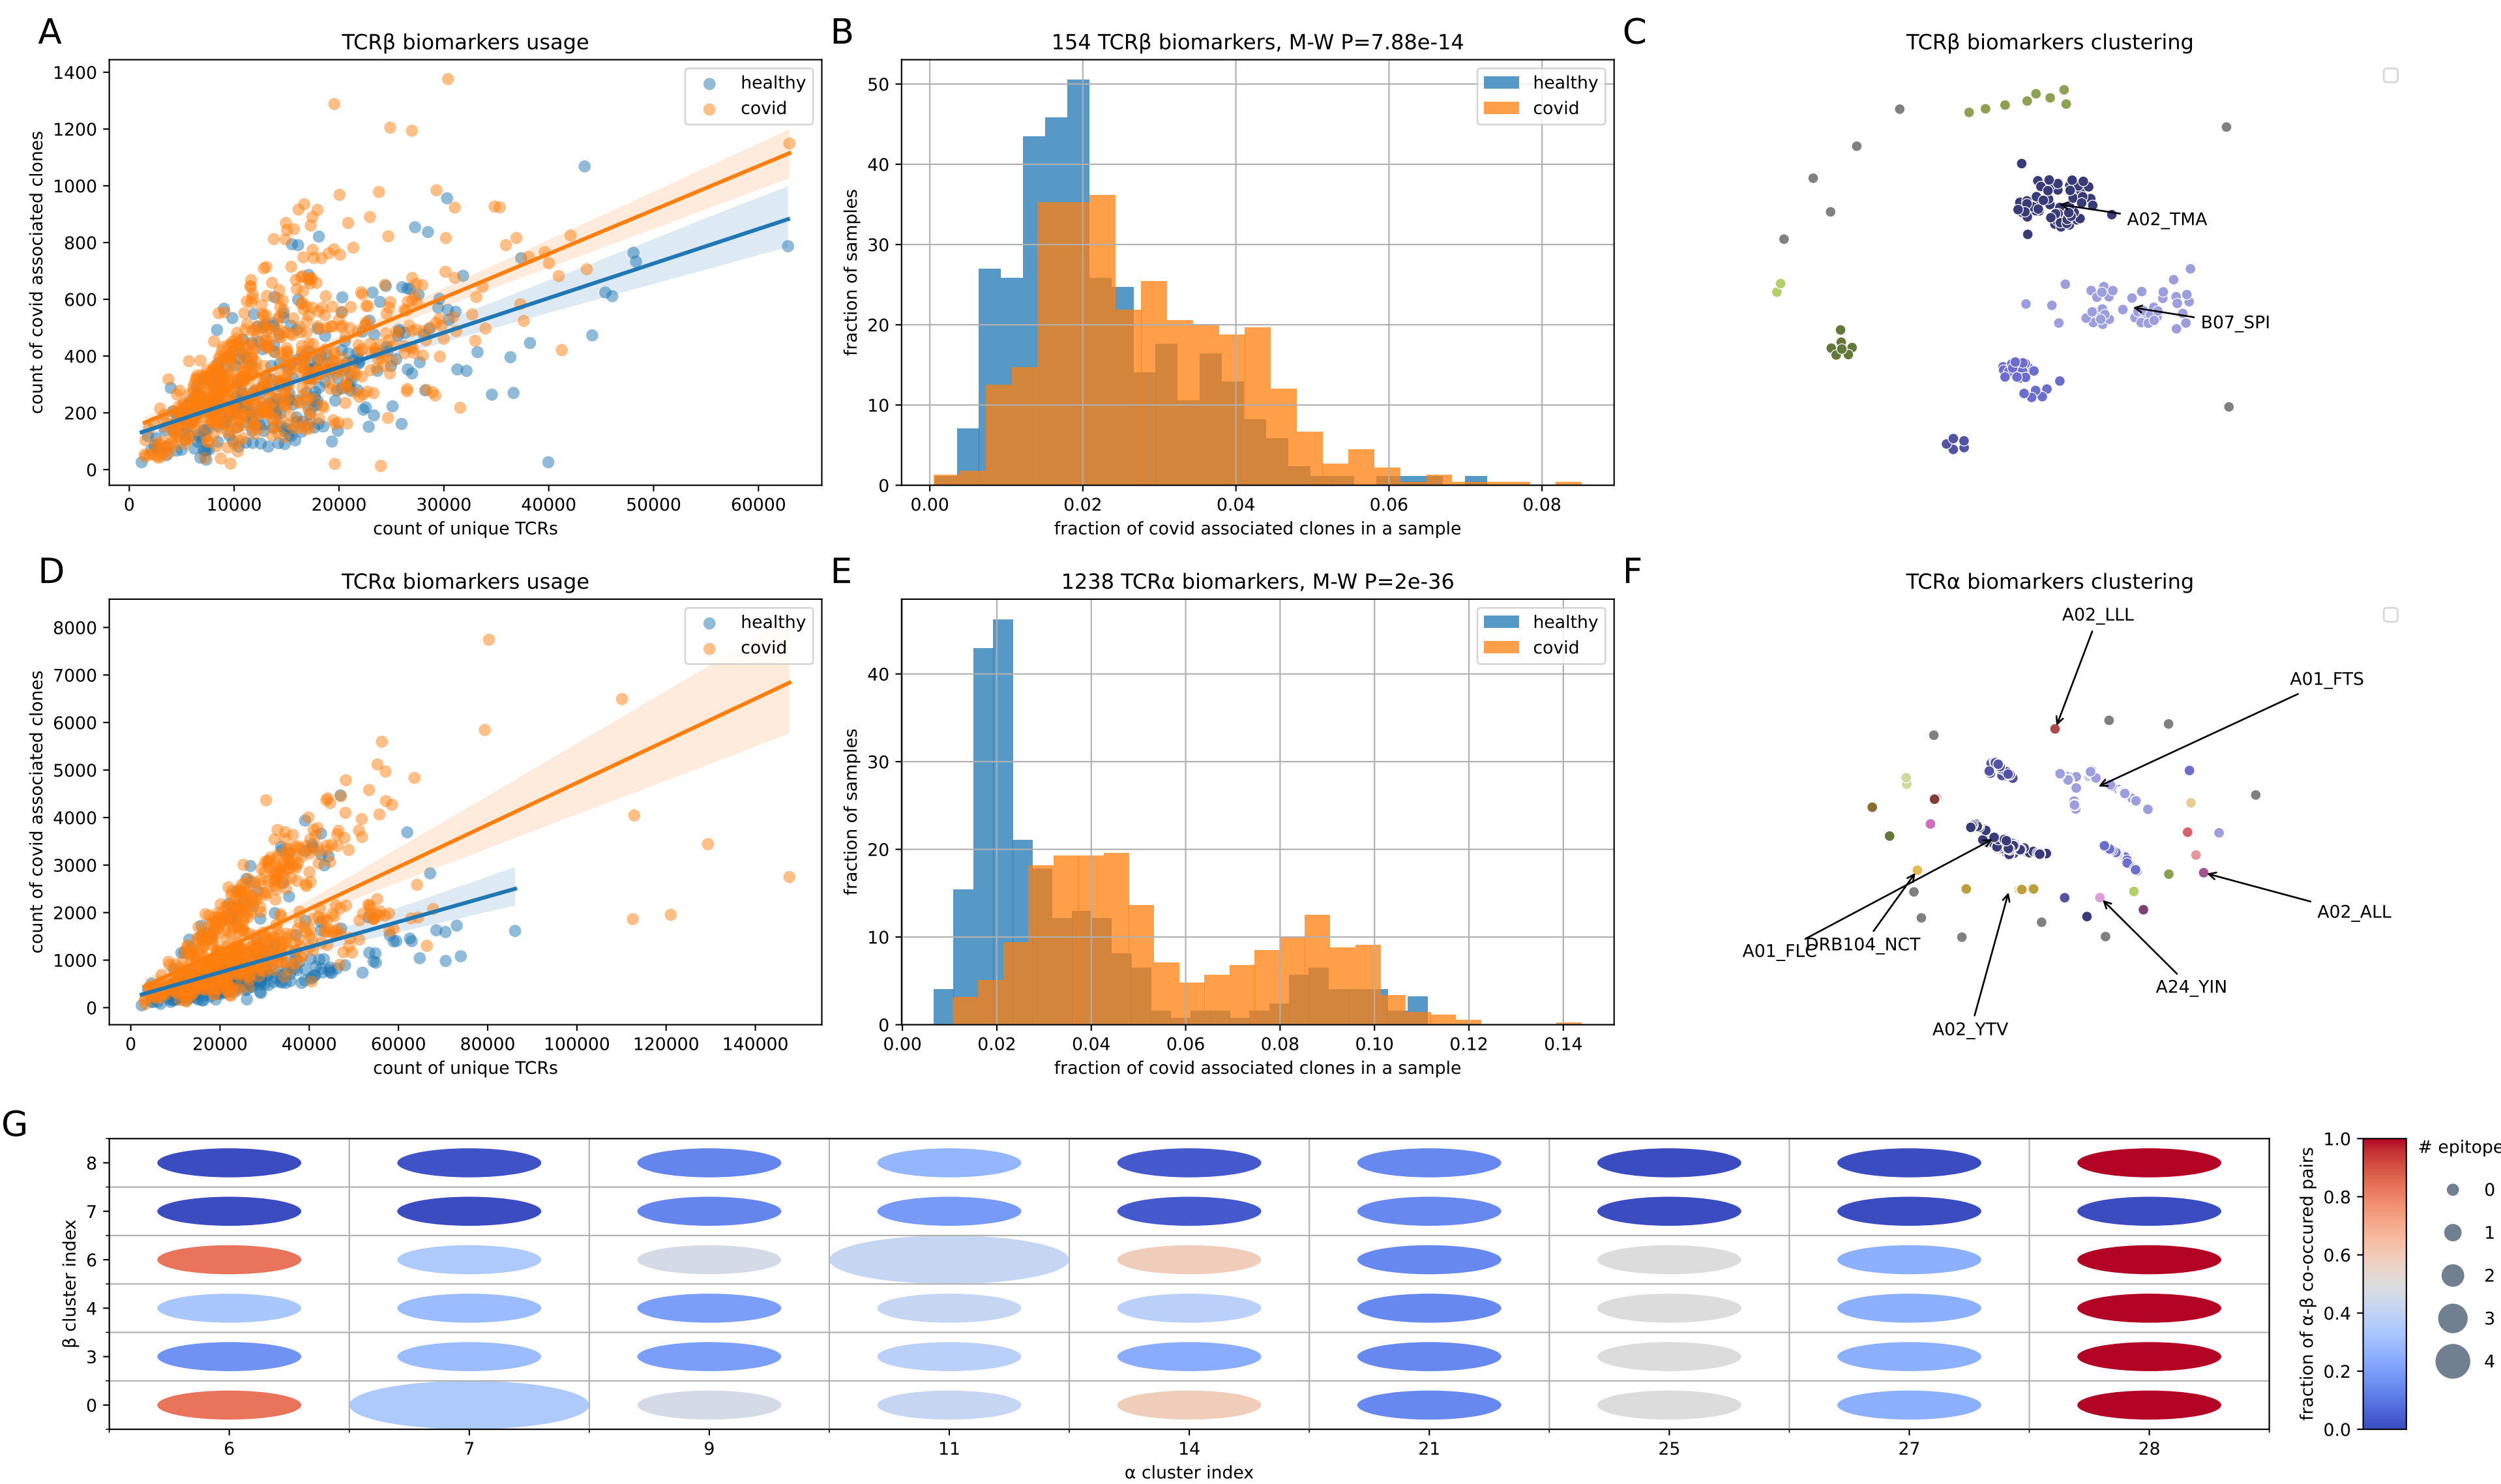 A
TCRβ biomarkers usage
healthy
covid
count of covid associated clones
1400
1200
1000
800
600
400
200
0
0 10000 20000 30000 40000 50000 60000
count of unique TCRs
B
154 TCRβ biomarkers, M-W P=7.88e-14
healthy
covid
fraction of samples
50
40
30
20
10
0
0.00 0.02 0.04 0.06 0.08
fraction of covid associated clones in a sample
C
TCRβ biomarkers clustering
A02_TMA
B07_SPI
D
TCRα biomarkers usage
healthy
covid
count of covid associated clones
8000
7000
6000
5000
4000
3000
2000
1000
0
0 20000 40000 60000 80000 100000 120000 140000
count of unique TCRs
E
1238 TCRα biomarkers, M-W P=2e-36
healthy
covid
fraction of samples
40
30
20
10
0
0.00 0.02 0.04 0.06 0.08 0.10 0.12 0.14
fraction of covid associated clones in a sample
F
TCRα biomarkers clustering
A02_LLL
A01_FTS
A02_ALL
A01_FLC
DRB104_NCT
A24_YIN
A02_YTV
G
β cluster index
8
7
6
4
3
0
6 7 9 11 14 21 25 27 28
α cluster index
fraction of α-β co-occured pairs
1.0
0.8
0.6
0.4
0.2
0.0
# epitope
0
1
2
3
4